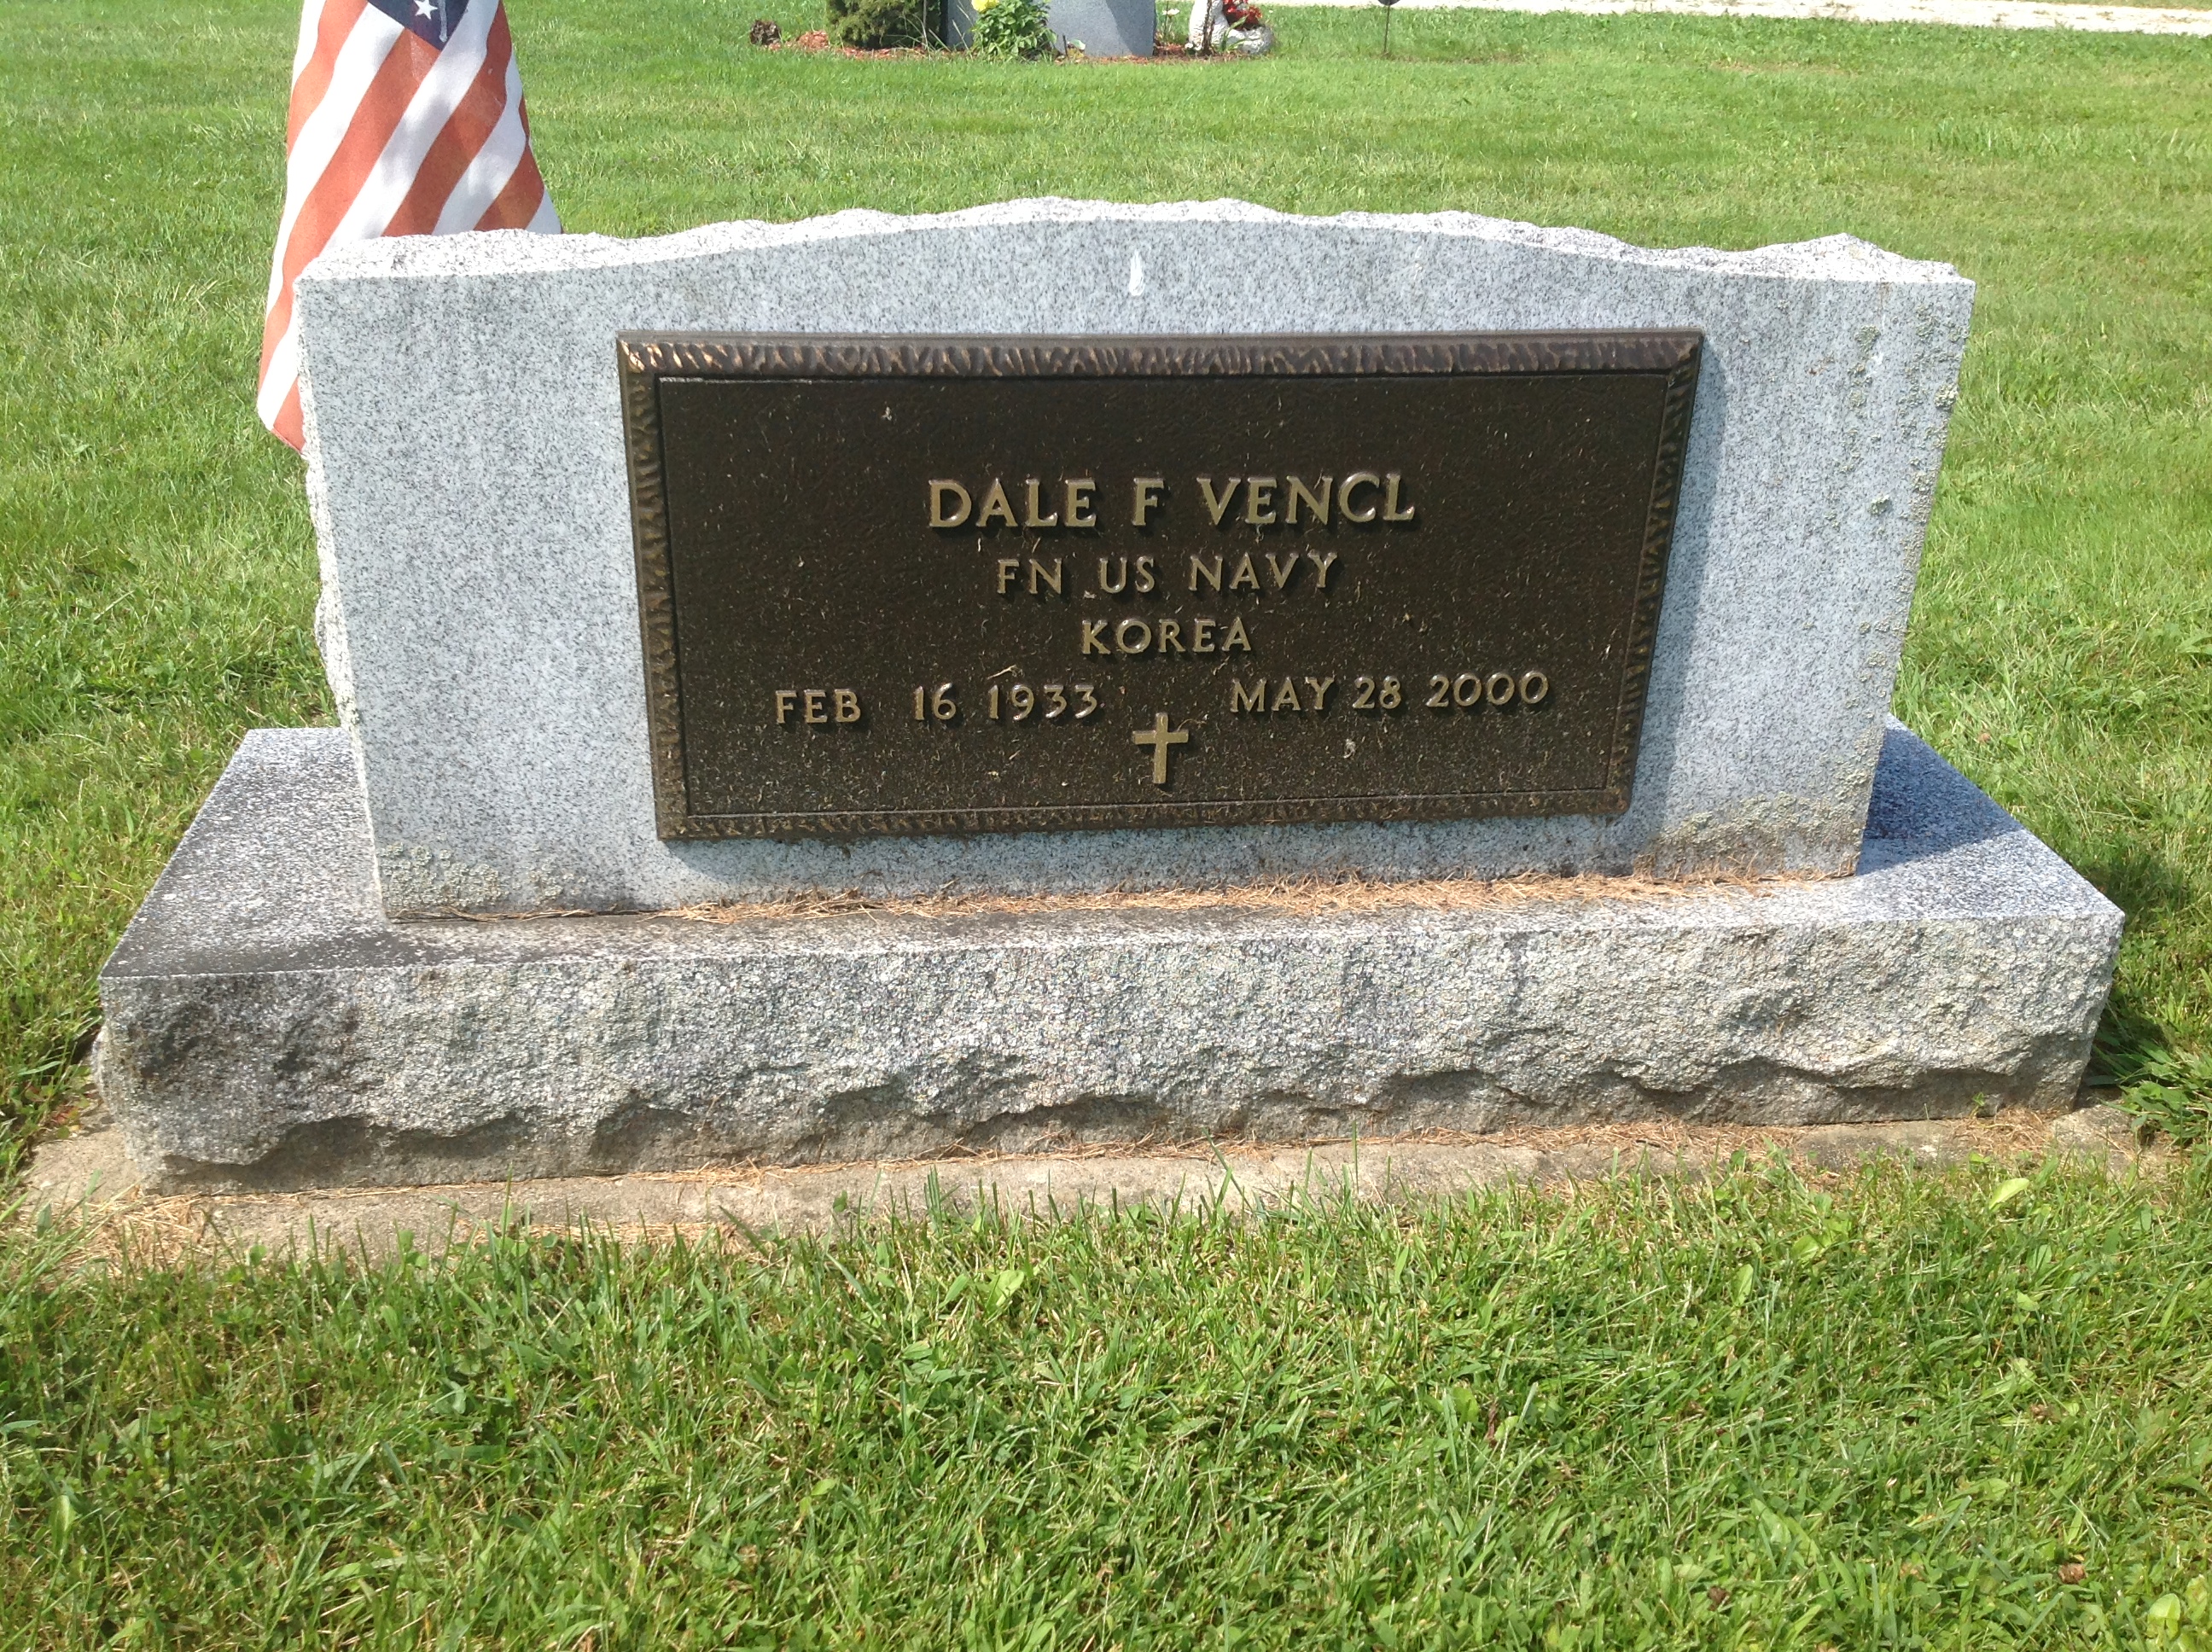 DALE F VENCL
FN US NAVY
KOREA
FEB 16 1933 MAY 28 2000